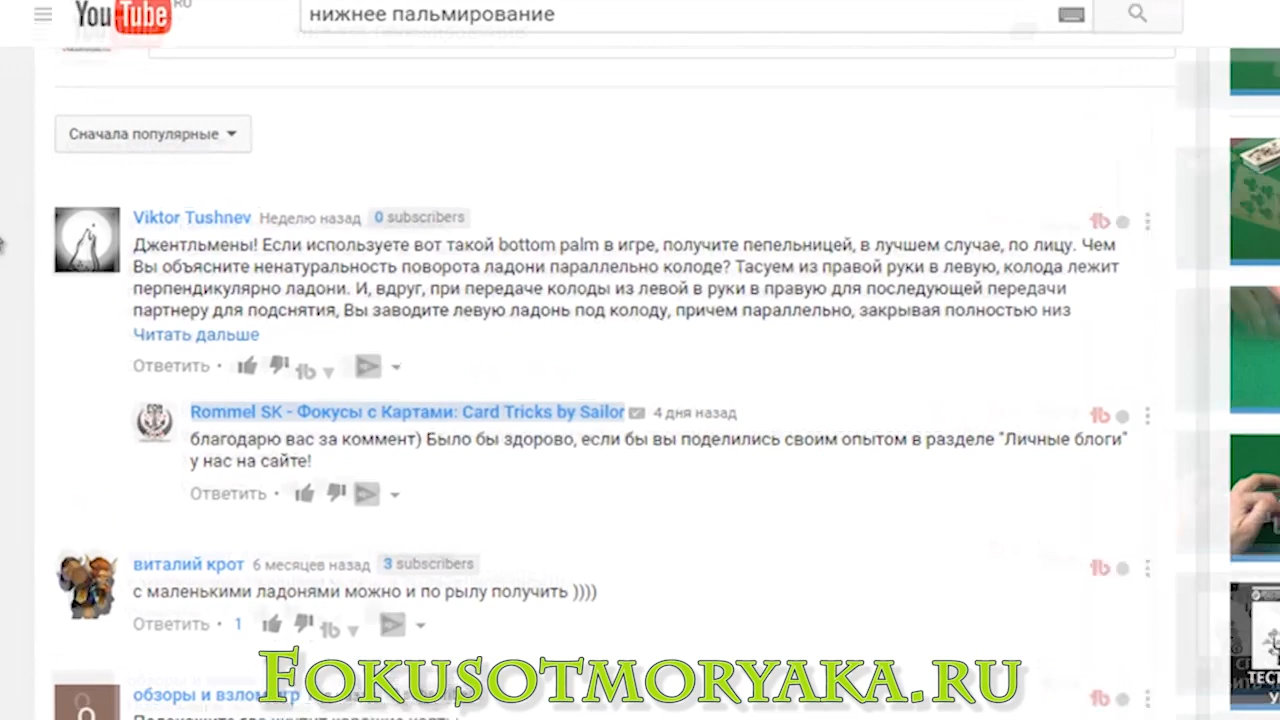 YouTube RU
нижнее пальмирование
Сначала популярные
Viktor Tushnev Неделю назад 0 subscribers
Джентльмены! Если используете вот такой bottom palm в игре, получите пепельницей, в лучшем случае, по лицу. Чем
Вы объясните ненатуральность поворота ладони параллельно колоде? Тасуем из правой руки в левую, колода лежит
перпендикулярно ладони. И, вдруг, при передаче колоды из левой в руки в правую для последующей передачи
партнеру для подснятия, Вы заводите левую ладонь под колоду, причем параллельно, закрывая полностью низ
Читать дальше
Ответить
Rommel SK - Фокусы с Картами: Card Tricks by Sailor 4 дня назад
благодарю вас за коммент) Было бы здорово, если бы вы поделились своим опытом в разделе "Личные блоги"
у нас на сайте!
Ответить
виталий крот 6 месяцев назад 3 subscribers
с маленькими ладонями можно и по рылу получить ))))
Ответить · 1
Fokusotmoryaka.ru
обзоры и взлом
ТЕСТ